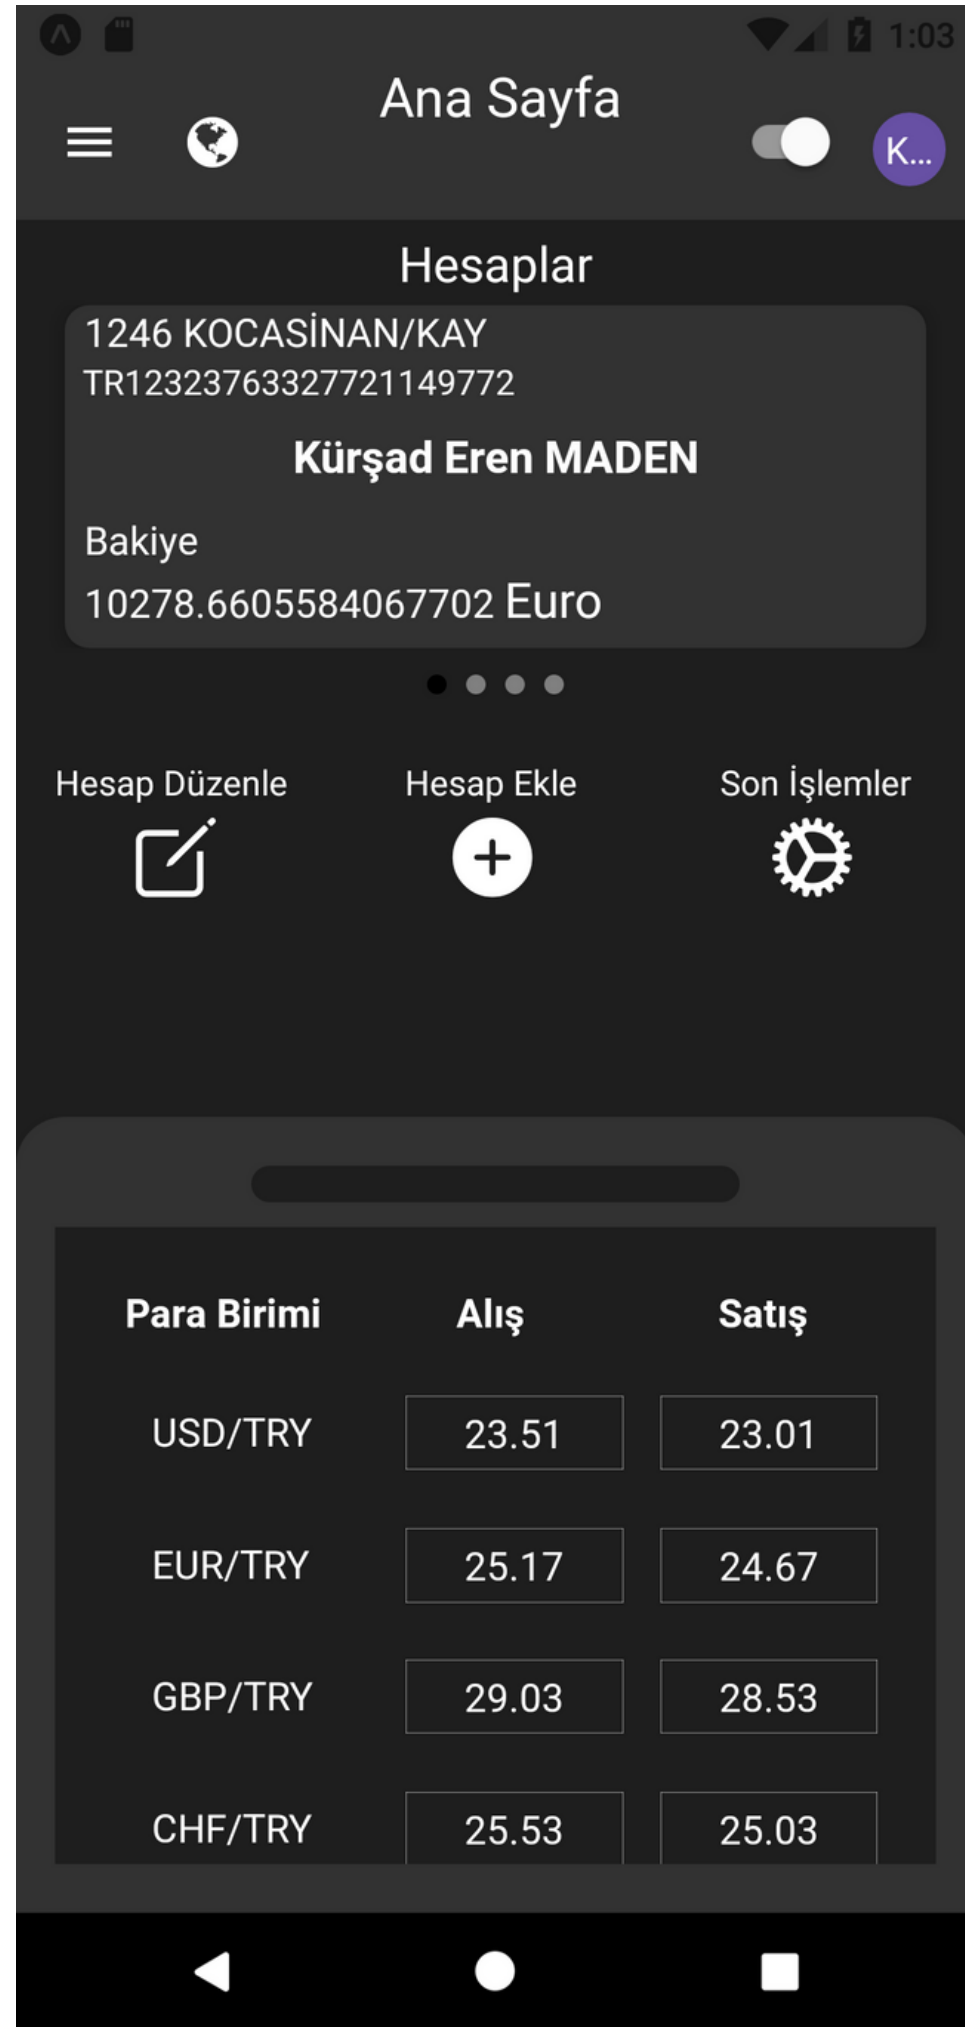 1:03
Ana Sayfa
K...
Hesaplar
1246 KOCASİNAN/KAY
TR12323763327721149772
Kürşad Eren MADEN
Bakiye
10278.6605584067702 Euro
Hesap Düzenle Hesap Ekle Son İşlemler
Para Birimi Alış Satış
USD/TRY 23.51 23.01
EUR/TRY 25.17 24.67
GBP/TRY 29.03 28.53
CHF/TRY 25.53 25.03